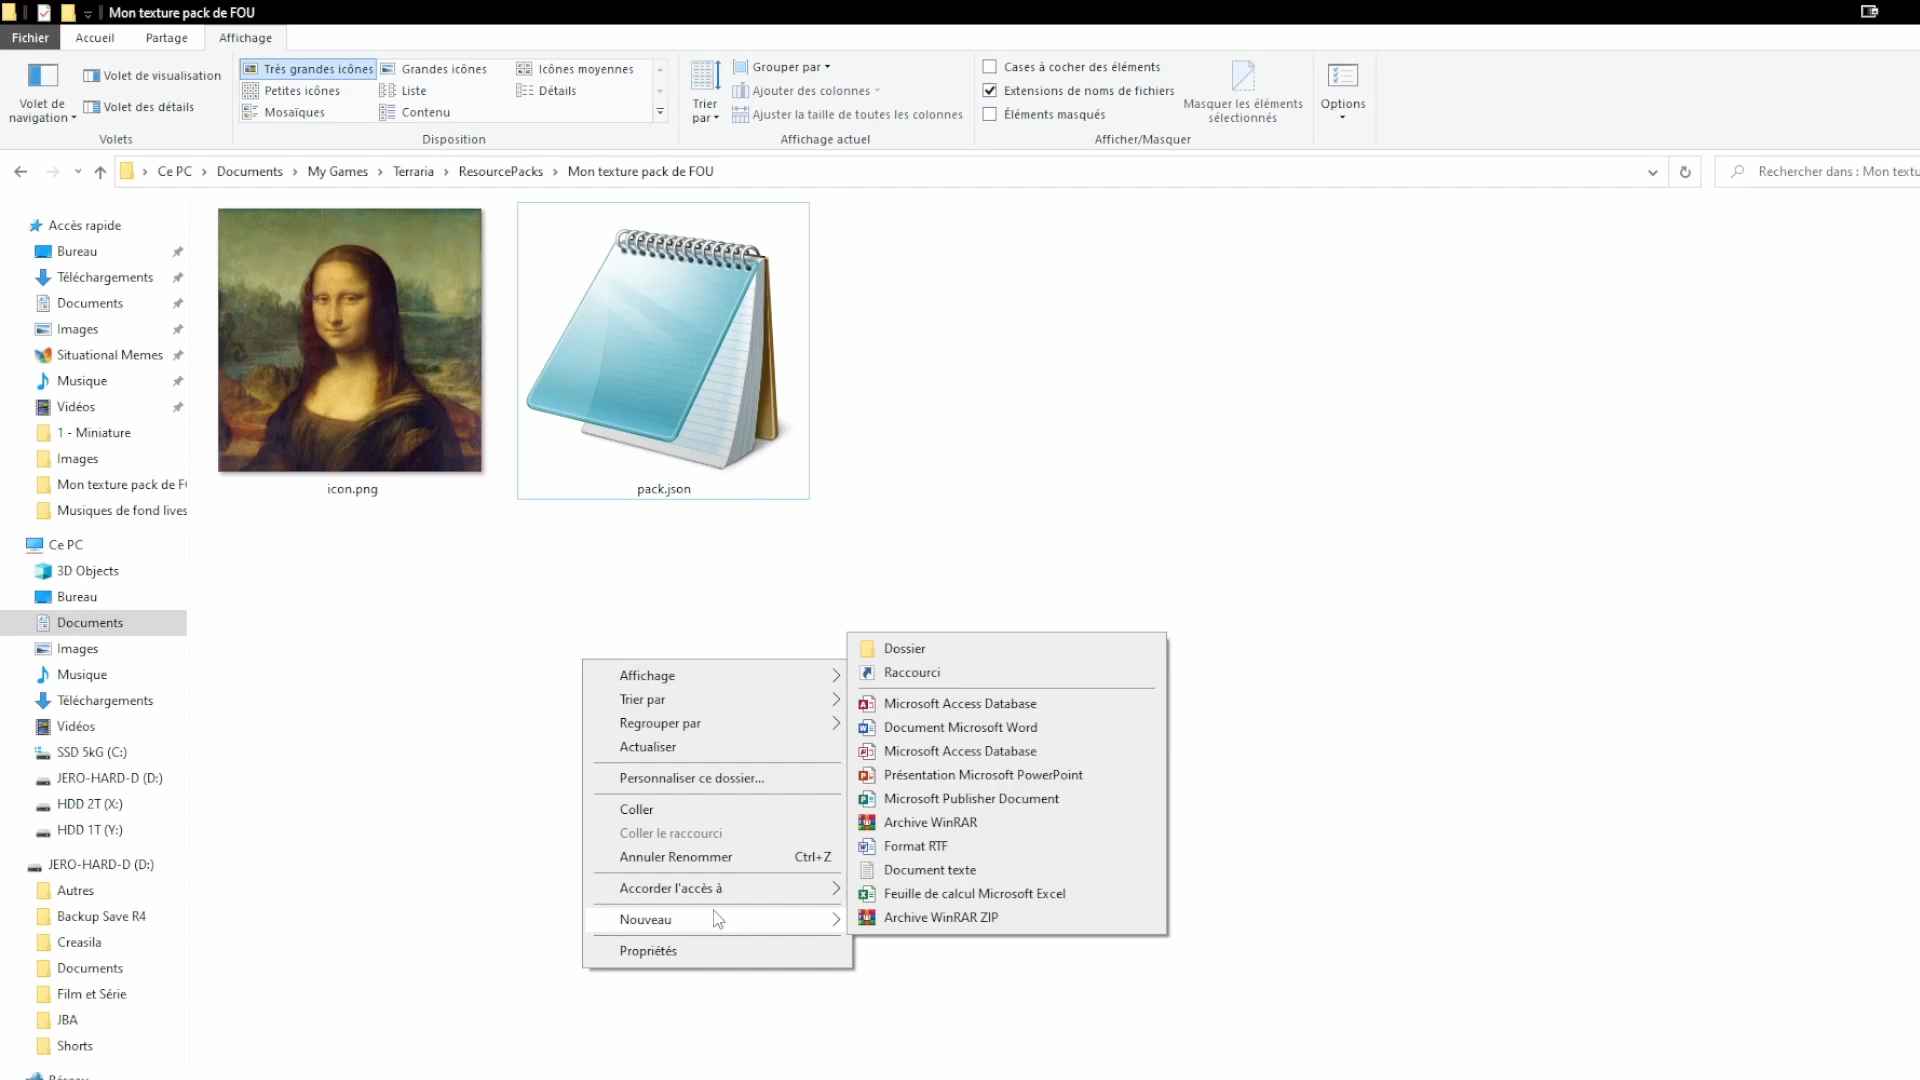 Mon texture pack de FOU
Fichier
Accueil
Partage
Affichage
Volet de navigation
Volet de visualisation
Volet des détails
Volets
Très grandes icônes
Grandes icônes
Icônes moyennes
Petites icônes
Liste
Détails
Mosaïques
Contenu
Disposition
Trier par
Grouper par
Ajouter des colonnes
Ajuster la taille de toutes les colonnes
Affichage actuel
Cases à cocher des éléments
Extensions de noms de fichiers
Éléments masqués
Masquer les éléments
sélectionnés
Afficher/Masquer
Options
Ce PC > Documents > My Games > Terraria > ResourcePacks > Mon texture pack de FOU
Rechercher dans : Mon textu
Accès rapide
Bureau
Téléchargements
Documents
Images
Situational Memes
Musique
Vidéos
1 - Miniature
Images
Mon texture pack de F
Musiques de fond lives
Ce PC
3D Objects
Bureau
Documents
Images
Musique
Téléchargements
Vidéos
SSD 5kG (C:)
JERO-HARD-D (D:)
HDD 2T (X:)
HDD 1T (Y:)
JERO-HARD-D (D:)
Autres
Backup Save R4
Creasila
Documents
Film et Série
JBA
Shorts
icon.png
pack.json
Affichage
Trier par
Regrouper par
Actualiser
Personnaliser ce dossier...
Coller
Coller le raccourci
Annuler Renommer Ctrl+Z
Accorder l'accès à
Nouveau
Propriétés
Dossier
Raccourci
Microsoft Access Database
Document Microsoft Word
Microsoft Access Database
Présentation Microsoft PowerPoint
Microsoft Publisher Document
Archive WinRAR
Format RTF
Document texte
Feuille de calcul Microsoft Excel
Archive WinRAR ZIP